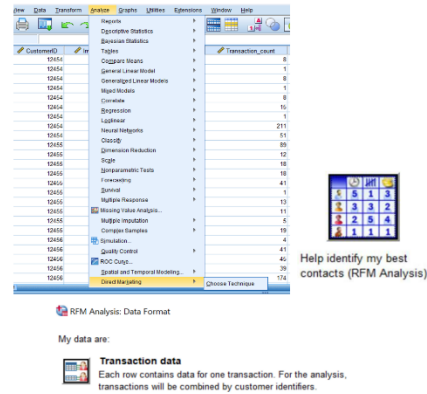 View Data Transform Analyze Graphs Utilities Extensions Window Help
Reports
Descriptive Statistics
Bayesian Statistics
Tables
Compare Means
General Linear Model
Generalized Linear Models
Mixed Models
Correlate
Regression
Loglinear
Neural Networks
Classify
Dimension Reduction
Scale
Nonparametric Tests
Forecasting
Survival
Multiple Response
Missing Value Analysis...
Multiple Imputation
Complex Samples
Simulation...
Quality Control
ROC Curve...
Spatial and Temporal Modeling...
Direct Marketing
Choose Technique
CustomerID
12454
12454
12454
12454
12454
12454
12454
12454
12455
12455
12455
12455
12455
12455
12456
12456
12456
12456
12456
12456
12456
12456
Transaction_count
8
1
8
1
8
15
1
211
51
89
12
18
18
41
1
13
11
5
19
4
41
45
39
174
5 1 3
3 3 2
2 5 4
1 1 1
Help identify my best
contacts (RFM Analysis)
RFM Analysis: Data Format
My data are:
Transaction data
Each row contains data for one transaction. For the analysis,
transactions will be combined by customer identifiers.